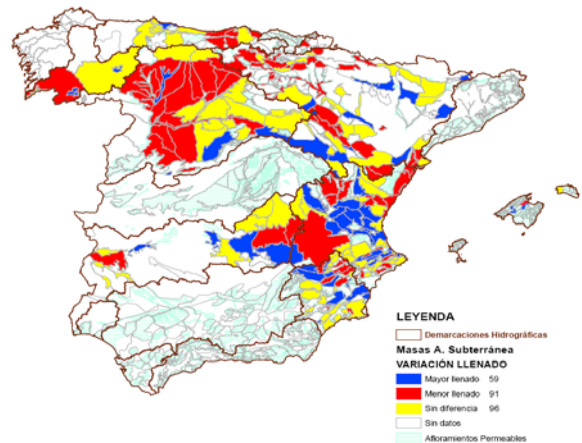 LEYENDA
Demarcaciones Hidrográficas
Masas A. Subterránea
VARIACIÓN LLENADO
Mayor llenado 59
Menor llenado 91
Sin diferencia 96
Sin datos
Afloramientos Permeables